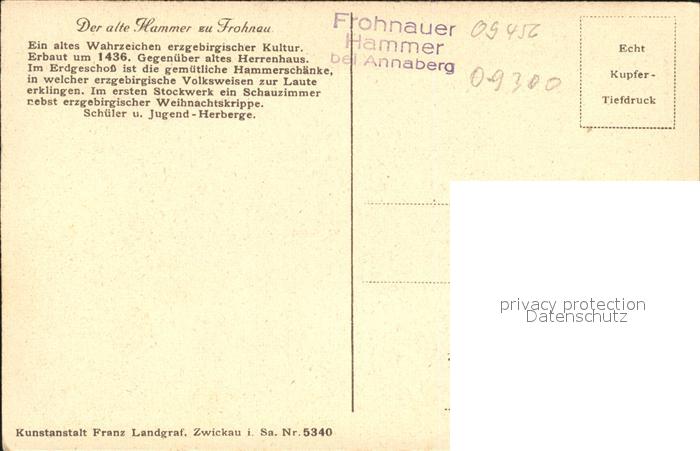 Der alte Hammer zu Frohnau
Ein altes Wahrzeichen erzgebirgischer Kultur.
Erbaut um 1436. Gegenüber altes Herrenhaus.
Im Erdgeschoß ist die gemütliche Hammerschänke,
in welcher erzgebirgische Volksweisen zur Laute
erklingen. Im ersten Stockwerk ein Schauzimmer
nebst erzgebirgischer Weihnachtskrippe.
Schüler u. Jugend-Herberge.
Frohnauer
Hammer
bei Annaberg
09456
09300
Echt
Kupfer-
Tiefdruck
privacy protection
Datenschutz
Kunstanstalt Franz Landgraf, Zwickau i. Sa. Nr. 5340